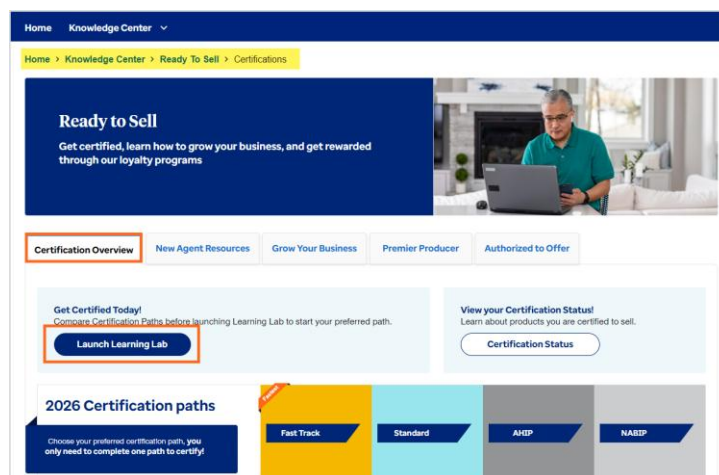 Home Knowledge Center
Home > Knowledge Center > Ready To Sell > Certifications
Ready to Sell
Get certified, learn how to grow your business, and get rewarded
through our loyalty programs
Certification Overview New Agent Resources Grow Your Business Premier Producer Authorized to Offer
Get Certified Today!
Compare Certification Paths before launching Learning Lab to start your preferred path.
Launch Learning Lab
View your Certification Status!
Learn about products you are certified to sell.
Certification Status
2026 Certification paths
Choose your preferred certification path, you
only need to complete one path to certify!
Fast Track Standard AHIP NABIP